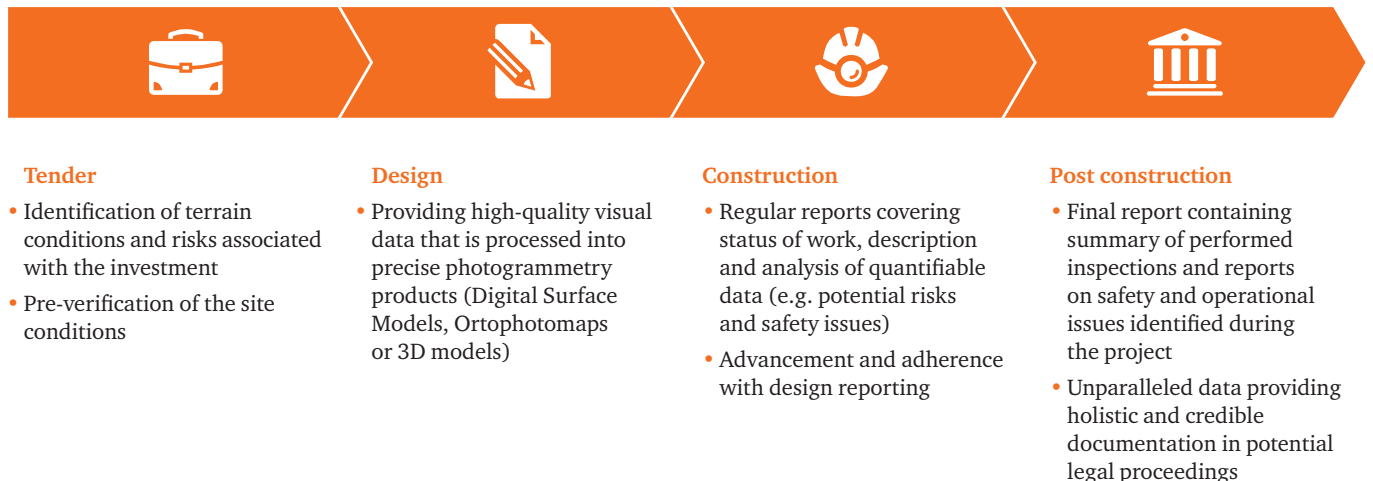 Tender
• Identification of terrain
conditions and risks associated
with the investment
• Pre-verification of the site
conditions
Design
• Providing high-quality visual
data that is processed into
precise photogrammetry
products (Digital Surface
Models, Ortophotomaps
or 3D models)
Construction
• Regular reports covering
status of work, description
and analysis of quantifiable
data (e.g. potential risks
and safety issues)
• Advancement and adherence
with design reporting
Post construction
• Final report containing
summary of performed
inspections and reports
on safety and operational
issues identified during
the project
• Unparalleled data providing
holistic and credible
documentation in potential
legal proceedings